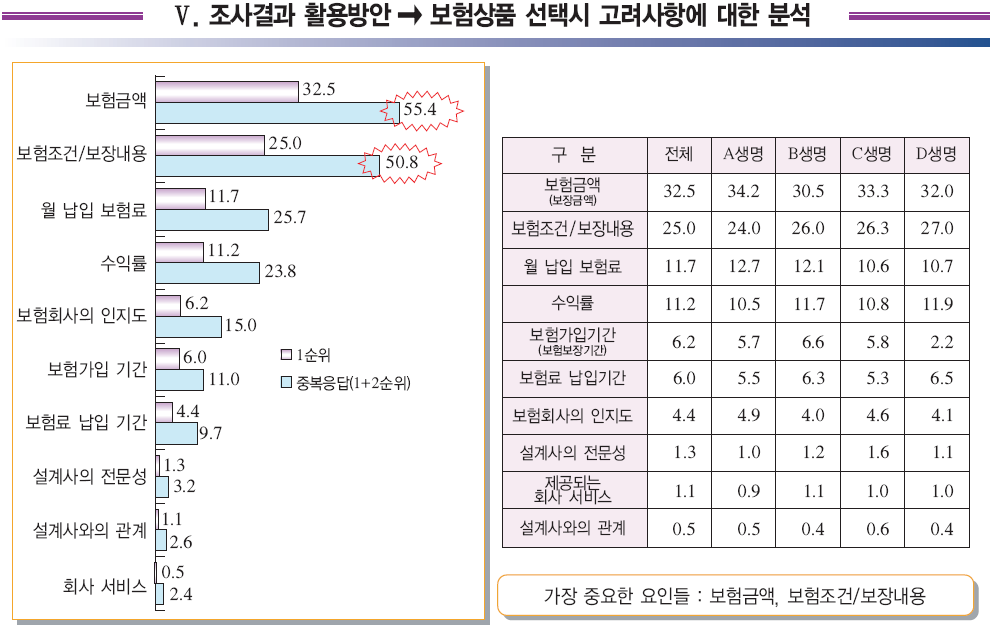 Ⅴ. 조사결과 활용방안 → 보험상품 선택시 고려사항에 대한 분석
보험금액 32.5
55.4
보험조건/보장내용 25.0
50.8
월 납입 보험료 11.7
25.7
수익률 11.2
23.8
보험회사의 인지도 6.2
15.0
보험가입 기간 6.0
11.0
보험료 납입 기간 4.4
9.7
설계사의 전문성 1.3
3.2
설계사와의 관계 1.1
2.6
회사 서비스 0.5
2.4
1순위
중복응답(1+2순위)
구 분 전체 A생명 B생명 C생명 D생명
보험금액
(보장금액) 32.5 34.2 30.5 33.3 32.0
보험조건/보장내용 25.0 24.0 26.0 26.3 27.0
월 납입 보험료 11.7 12.7 12.1 10.6 10.7
수익률 11.2 10.5 11.7 10.8 11.9
보험가입기간
(보험보장기간) 6.2 5.7 6.6 5.8 2.2
보험료 납입기간 6.0 5.5 6.3 5.3 6.5
보험회사의 인지도 4.4 4.9 4.0 4.6 4.1
설계사의 전문성 1.3 1.0 1.2 1.6 1.1
제공되는
회사 서비스 1.1 0.9 1.1 1.0 1.0
설계사와의 관계 0.5 0.5 0.4 0.6 0.4
가장 중요한 요인들 : 보험금액, 보험조건/보장내용